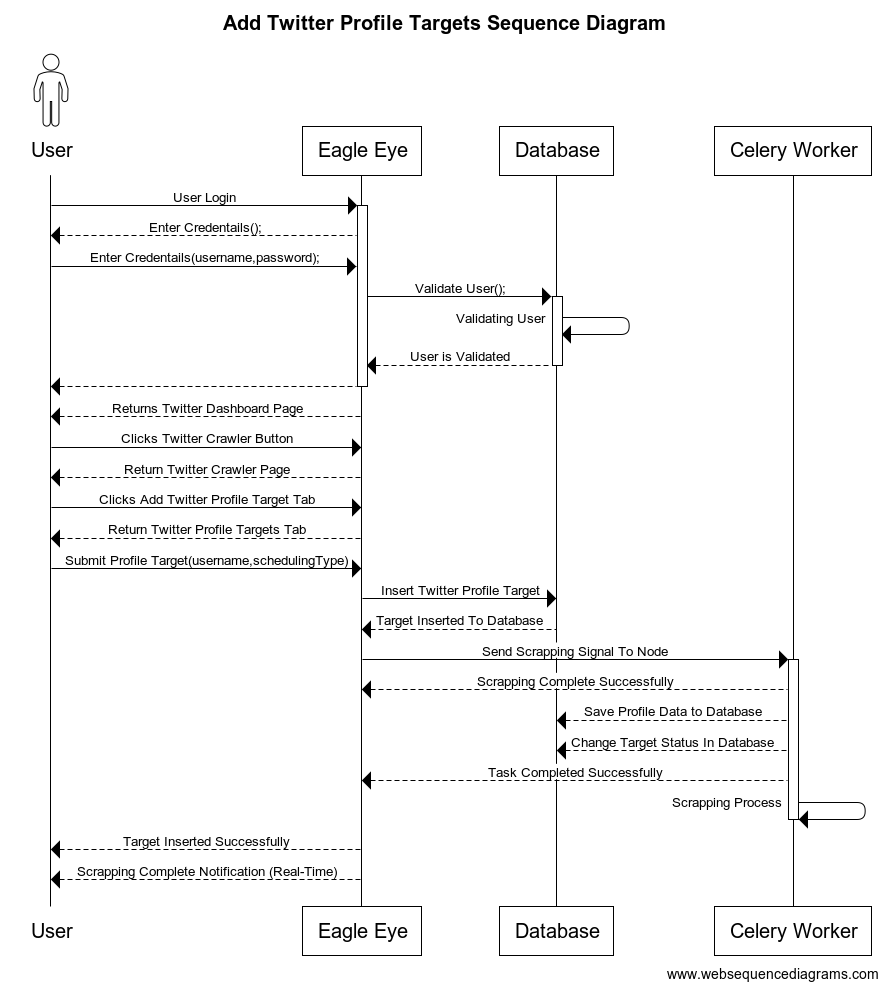 Add Twitter Profile Targets Sequence Diagram
User
Eagle Eye
Database
Celery Worker
User Login
Enter Credentails();
Enter Credentails(username,password);
Validate User();
Validating User
User is Validated
Returns Twitter Dashboard Page
Clicks Twitter Crawler Button
Return Twitter Crawler Page
Clicks Add Twitter Profile Target Tab
Return Twitter Profile Targets Tab
Submit Profile Target(username,schedulingType)
Insert Twitter Profile Target
Target Inserted To Database
Send Scrapping Signal To Node
Scrapping Complete Successfully
Save Profile Data to Database
Change Target Status In Database
Task Completed Successfully
Scrapping Process
Target Inserted Successfully
Scrapping Complete Notification (Real-Time)
User
Eagle Eye
Database
Celery Worker
www.websequencediagrams.com